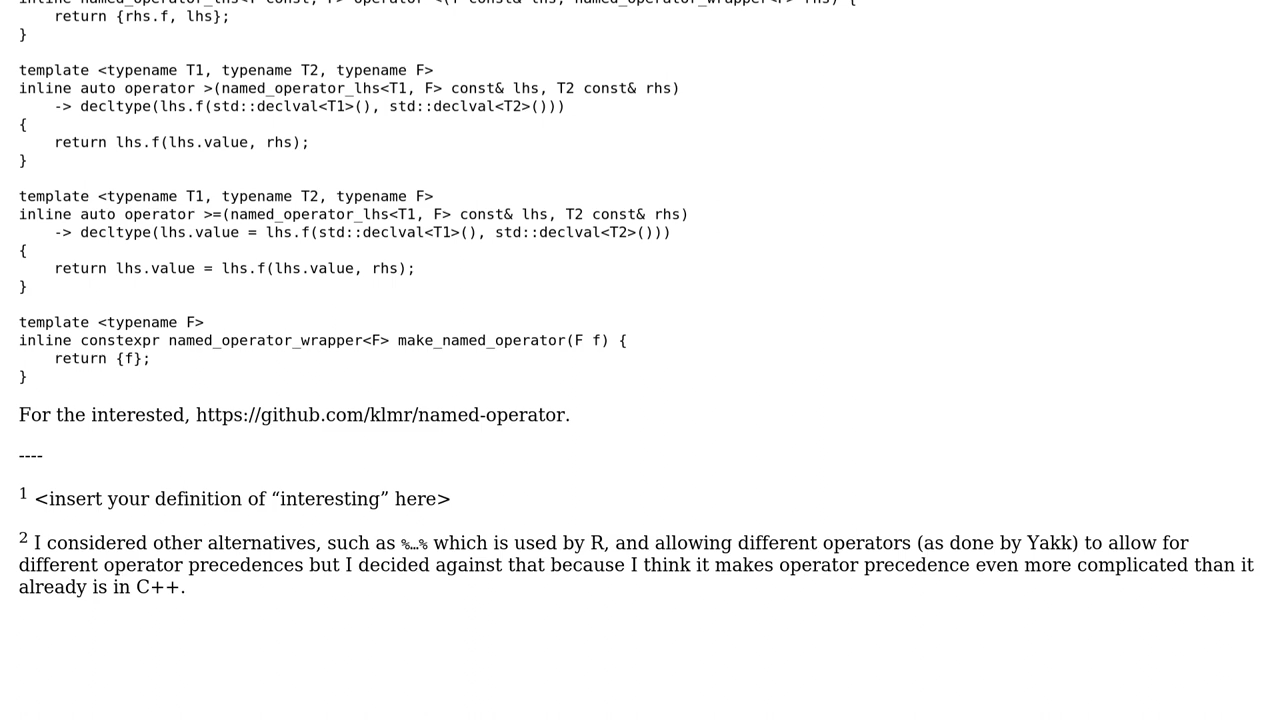 return {rhs.f, lhs};
}

template <typename T1, typename T2, typename F>
inline auto operator >(named_operator_lhs<T1, F> const& lhs, T2 const& rhs)
    -> decltype(lhs.f(std::declval<T1>(), std::declval<T2>()))
{
    return lhs.f(lhs.value, rhs);
}

template <typename T1, typename T2, typename F>
inline auto operator >=(named_operator_lhs<T1, F> const& lhs, T2 const& rhs)
    -> decltype(lhs.value = lhs.f(std::declval<T1>(), std::declval<T2>()))
{
    return lhs.value = lhs.f(lhs.value, rhs);
}

template <typename F>
inline constexpr named_operator_wrapper<F> make_named_operator(F f) {
    return {f};
}
For the interested, https://github.com/klmr/named-operator.
----
1 <insert your definition of “interesting” here>
2 I considered other alternatives, such as %…% which is used by R, and allowing different operators (as done by Yakk) to allow for
different operator precedences but I decided against that because I think it makes operator precedence even more complicated than it
already is in C++.